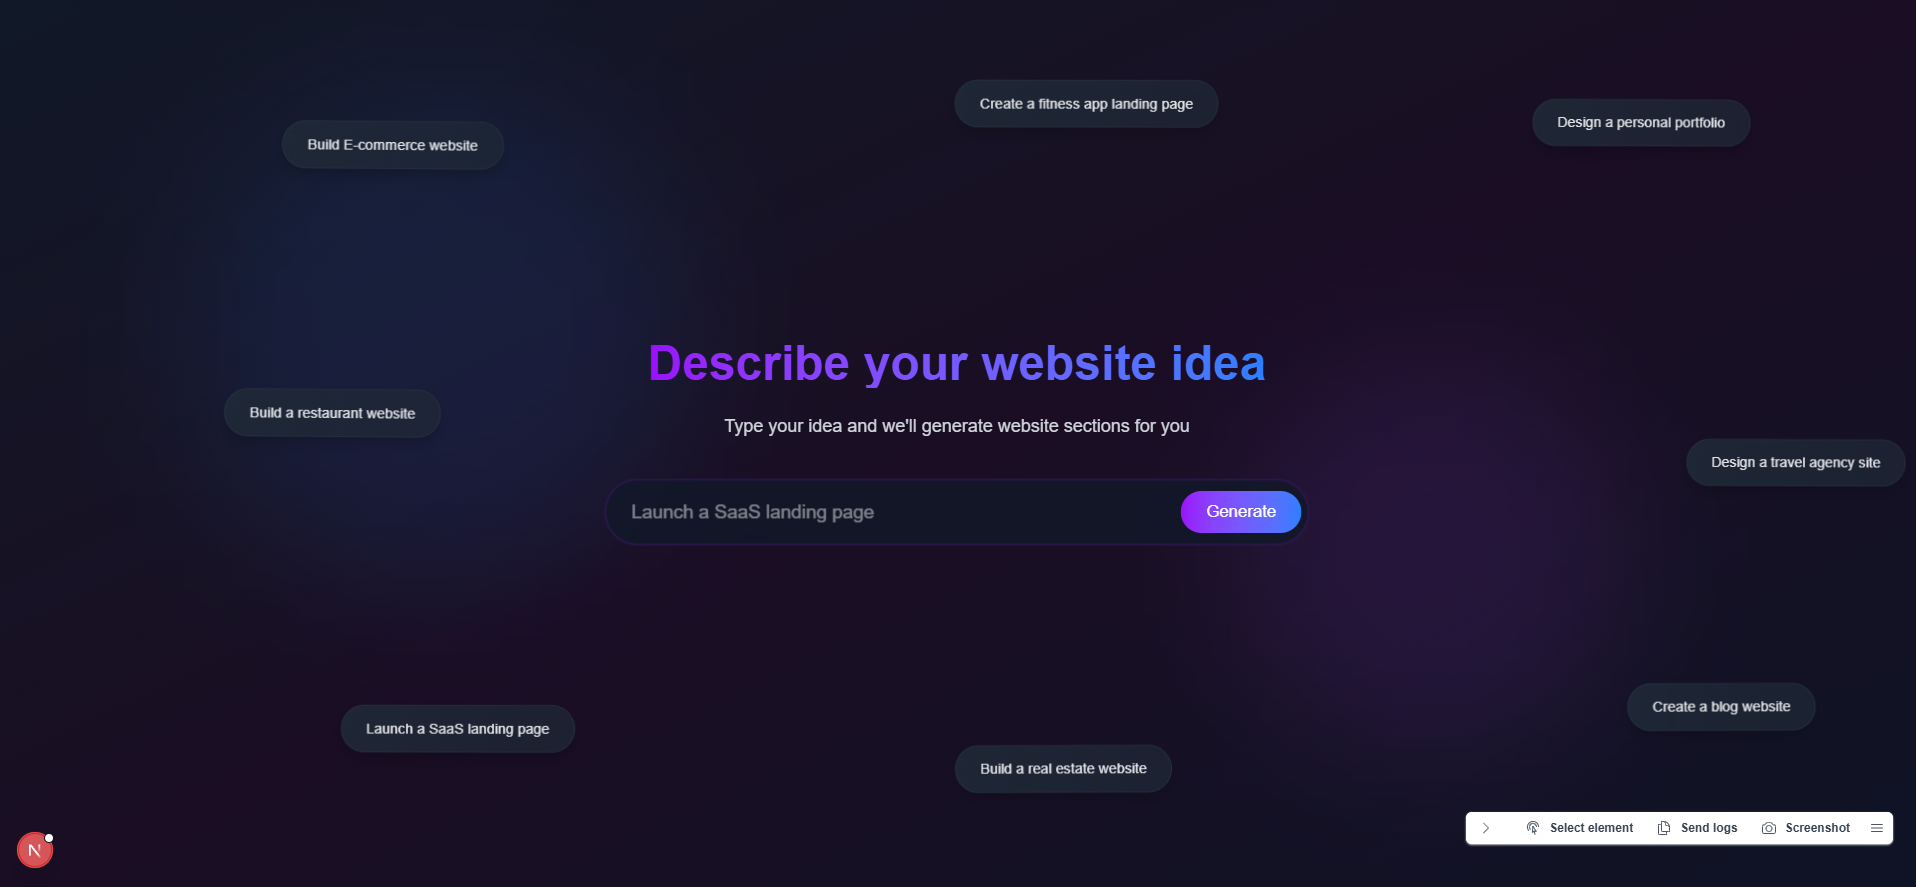 Create a fitness app landing page
Design a personal portfolio
Build E-commerce website
Describe your website idea
Build a restaurant website
Type your idea and we'll generate website sections for you
Design a travel agency site
Launch a SaaS landing page
Generate
Create a blog website
Launch a SaaS landing page
Build a real estate website
Select element
Send logs
Screenshot
N